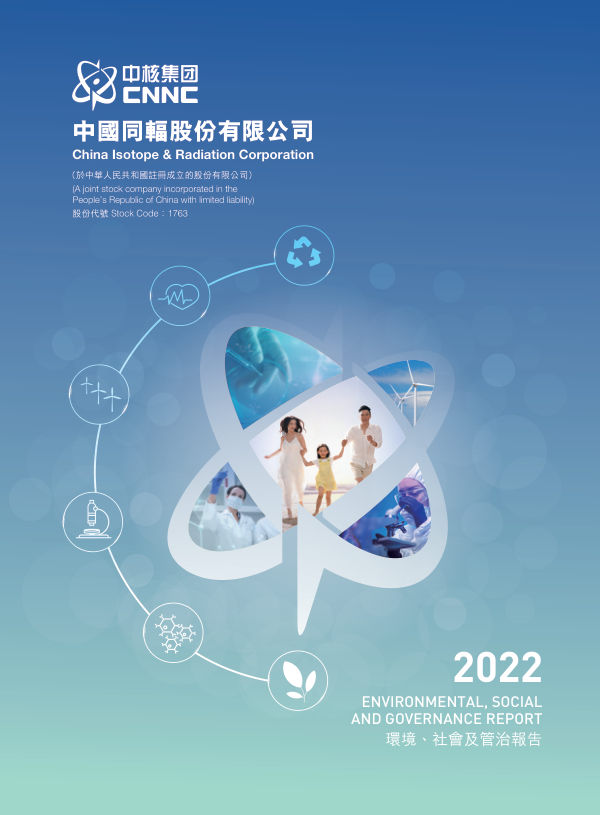 中核集团
CNNC
中國同輻股份有限公司
China Isotope & Radiation Corporation
（於中華人民共和國註冊成立的股份有限公司）
(A joint stock company incorporated in the
People's Republic of China with limited liability)
股份代號 Stock Code：1763
2022
ENVIRONMENTAL, SOCIAL
AND GOVERNANCE REPORT
環境、社會及管治報告